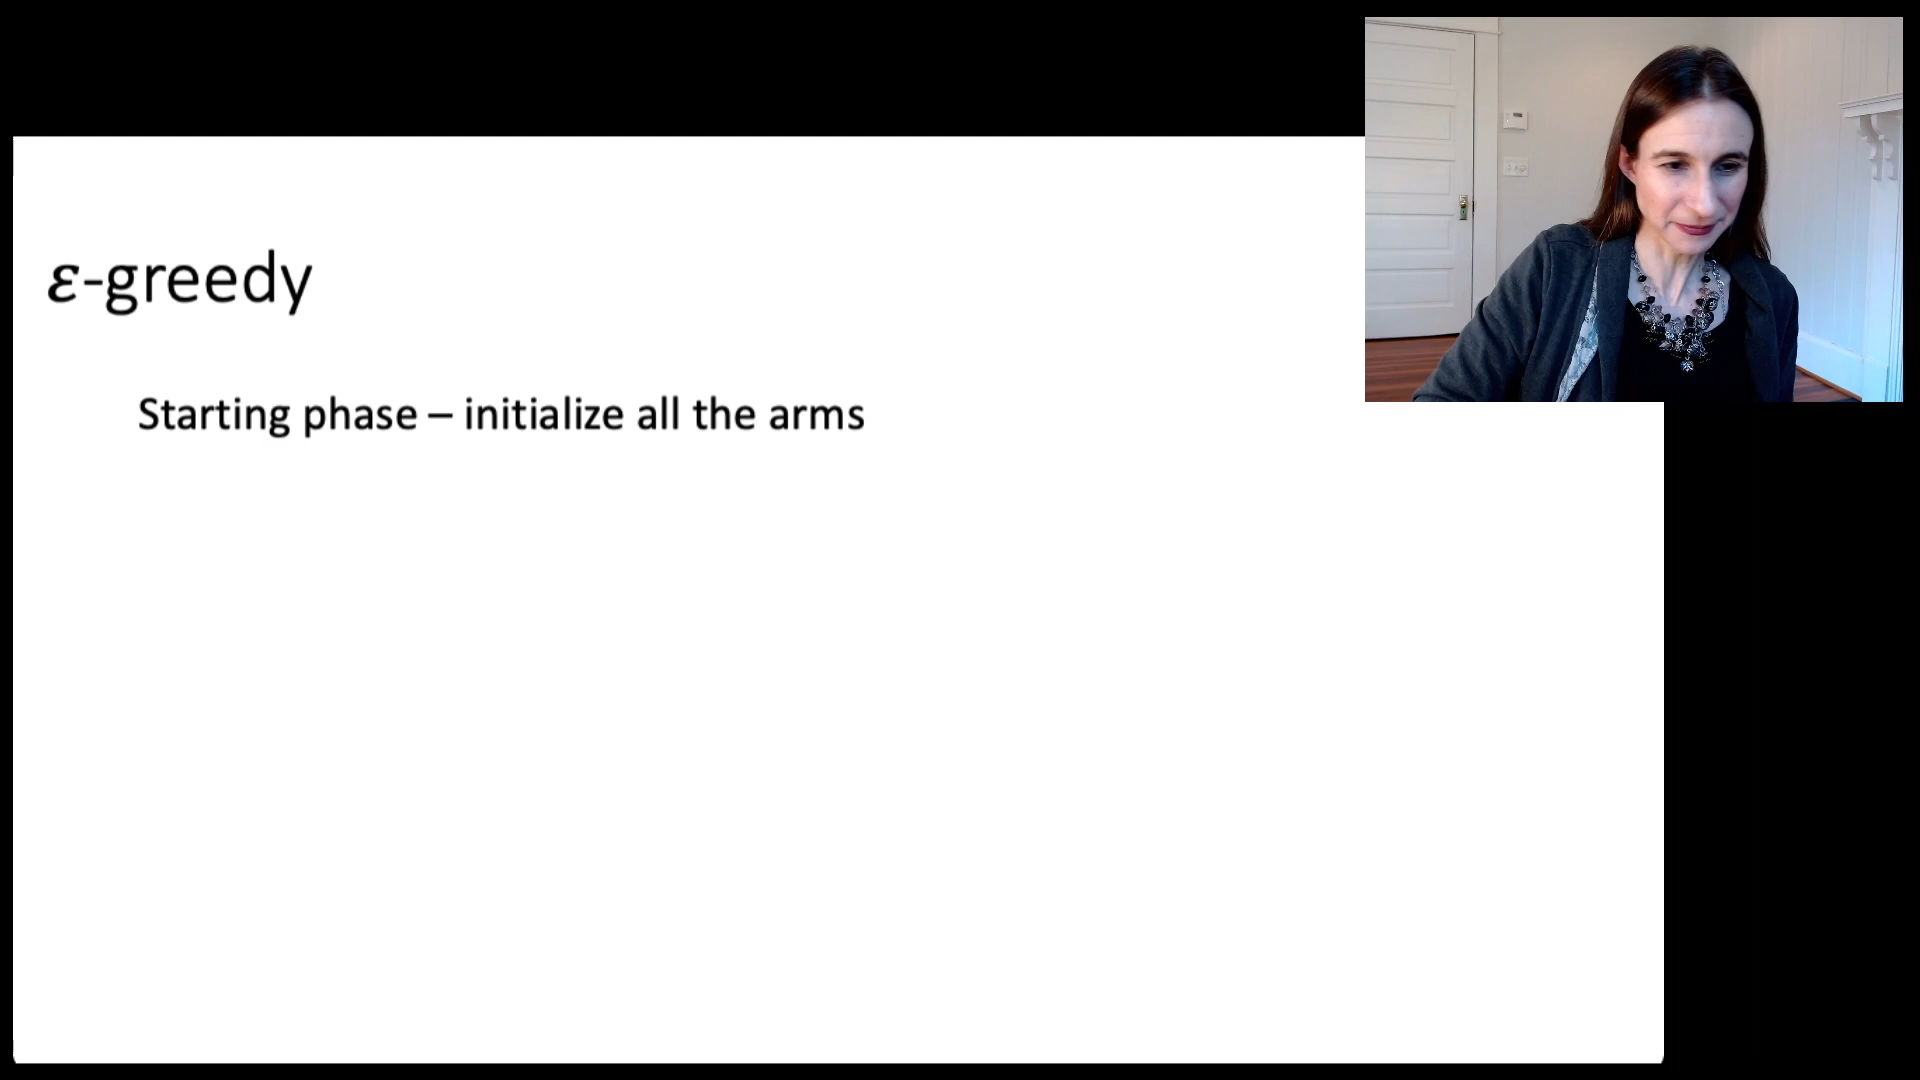 ε-greedy
Starting phase – initialize all the arms